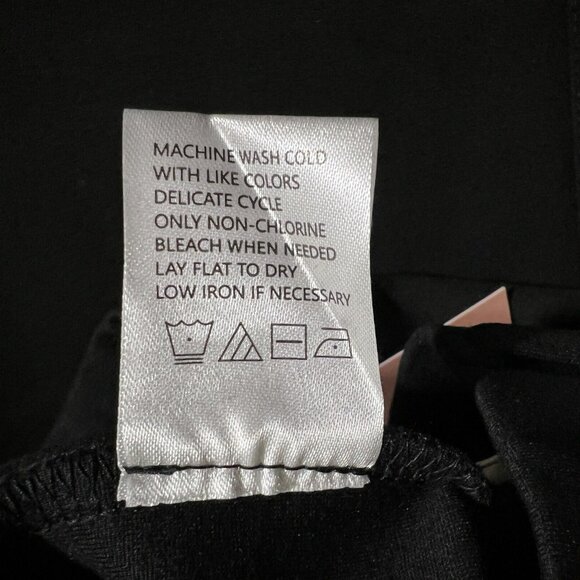 MACHINE WASH COLD
WITH LIKE COLORS
DELICATE CYCLE
ONLY NON-CHLORINE
BLEACH WHEN NEEDED
LAY FLAT TO DRY
LOW IRON IF NECESSARY